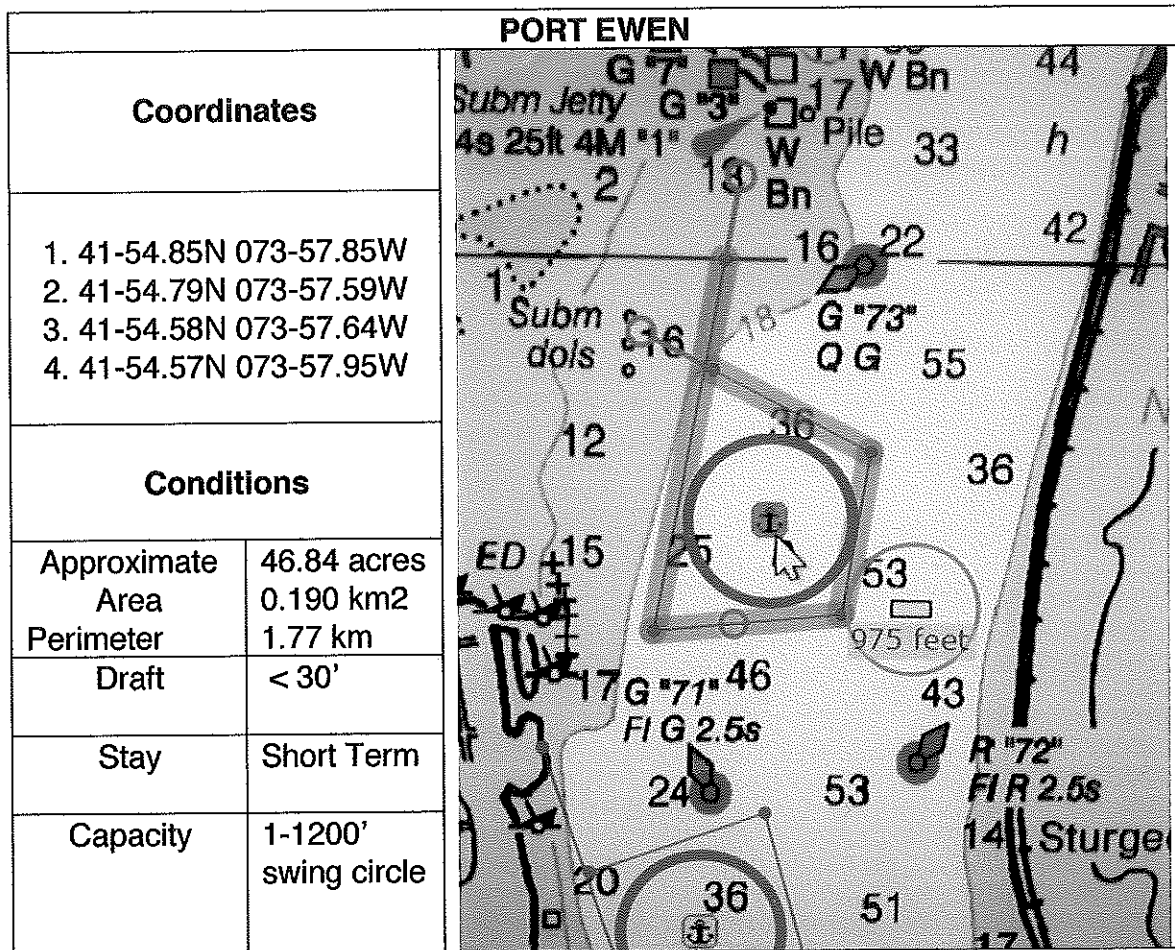 PORT EWEN
Coordinates
1. 41-54.85N 073-57.85W
2. 41-54.79N 073-57.59W
3. 41-54.58N 073-57.64W
4. 41-54.57N 073-57.95W
Conditions
Approximate Area 46.84 acres
0.190 km2
Perimeter 1.77 km
Draft < 30'
Stay Short Term
Capacity 1-1200'
swing circle
G "7"
W Bn
44
Subm Jetty
G "3"
17
Pile
4s 25ft 4M "1"
W
Bn
33
h
13
2
42
16
22
1
Subm
dols
16
18
G "73"
Q G
55
12
36
36
ED
15
25
53
975 feet
17
G "71"
46
Fl G 2.5s
43
R "72"
Fl R 2.5s
24
53
14
Sturge
20
36
51
17